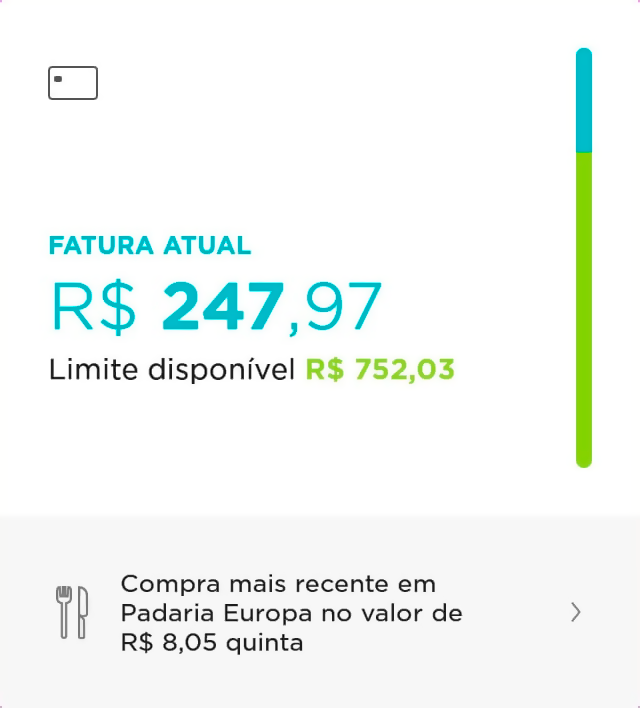 FATURA ATUAL
R$ 247,97
Limite disponível R$ 752,03
Compra mais recente em
Padaria Europa no valor de
R$ 8,05 quinta